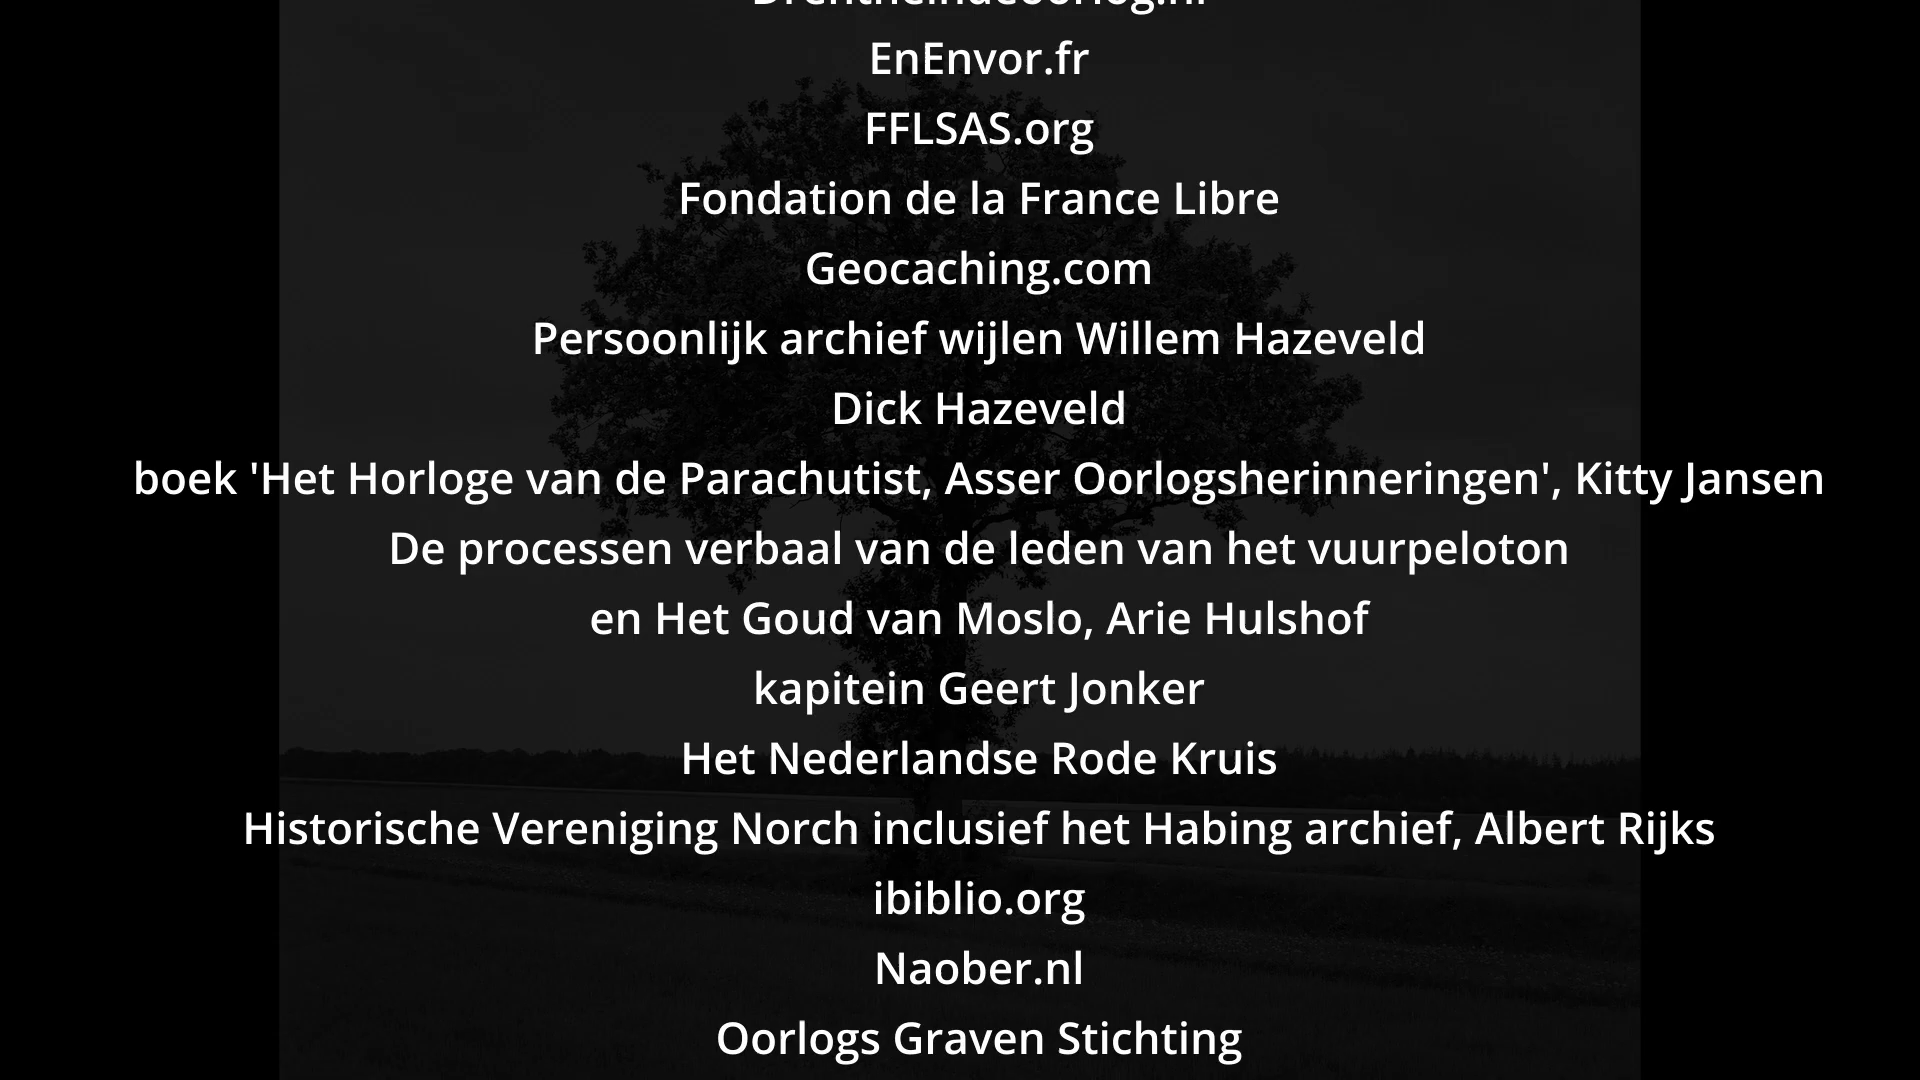 EnEnvor.fr
FFLSAS.org
Fondation de la France Libre
Geocaching.com
Persoonlijk archief wijlen Willem Hazeveld
Dick Hazeveld
boek 'Het Horloge van de Parachutist, Asser Oorlogsherinneringen', Kitty Jansen
De processen verbaal van de leden van het vuurpeloton
en Het Goud van Moslo, Arie Hulshof
kapitein Geert Jonker
Het Nederlandse Rode Kruis
Historische Vereniging Norch inclusief het Habing archief, Albert Rijks
ibiblio.org
Naober.nl
Oorlogs Graven Stichting